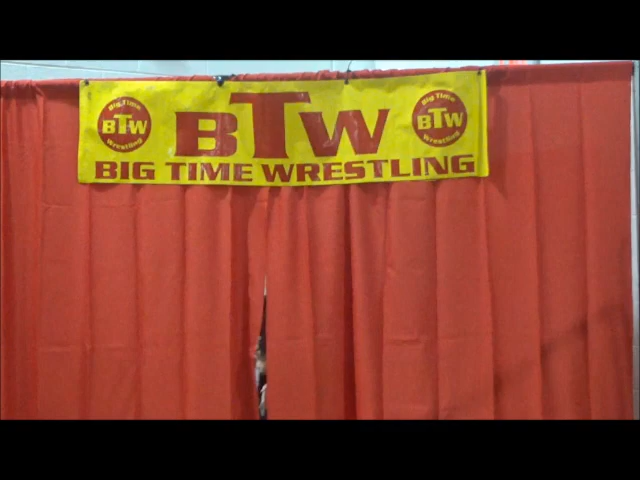 Big Time
BTW
Wrestling
BTW
BIG TIME WRESTLING
Big Time
BTW
Wrestling